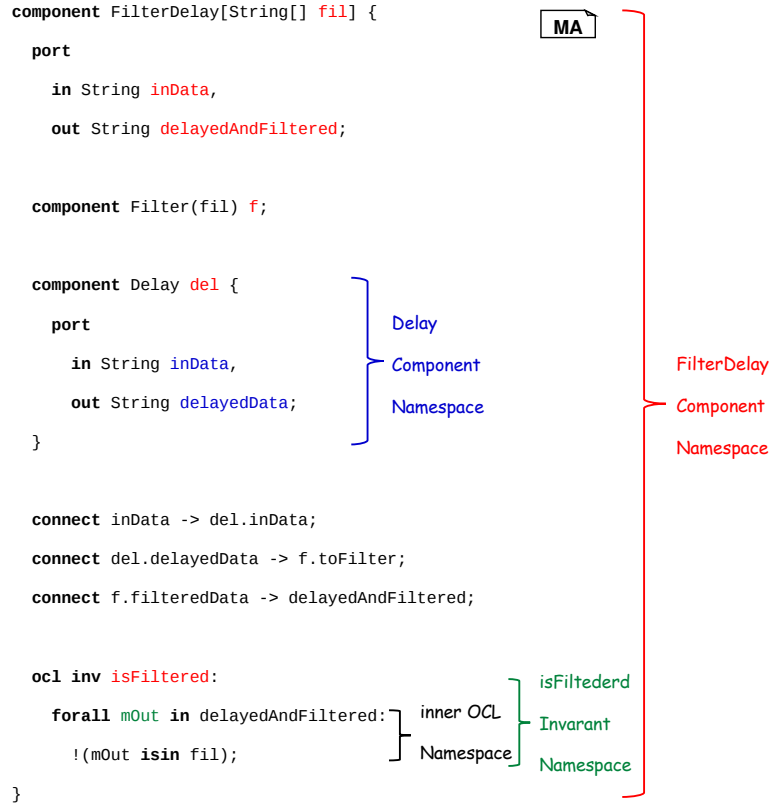 component FilterDelay[String[] fil] {
MA
port
in String inData,
out String delayedAndFiltered;
component Filter(fil) f;
component Delay del {
port
in String inData,
out String delayedData;
}
Delay
Component
Namespace
FilterDelay
Component
Namespace
connect inData -> del.inData;
connect del.delayedData -> f.toFilter;
connect f.filteredData -> delayedAndFiltered;
ocl inv isFiltered:
forall mOut in delayedAndFiltered:
!(mOut isin fil);
inner OCL
Namespace
isFiltederd
Invarant
Namespace
}